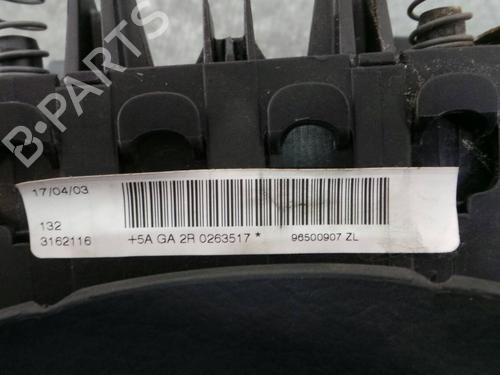 B-PARTS
17/04/03
132
3162116
+5A GA 2R 0263517 *
96500907 ZL